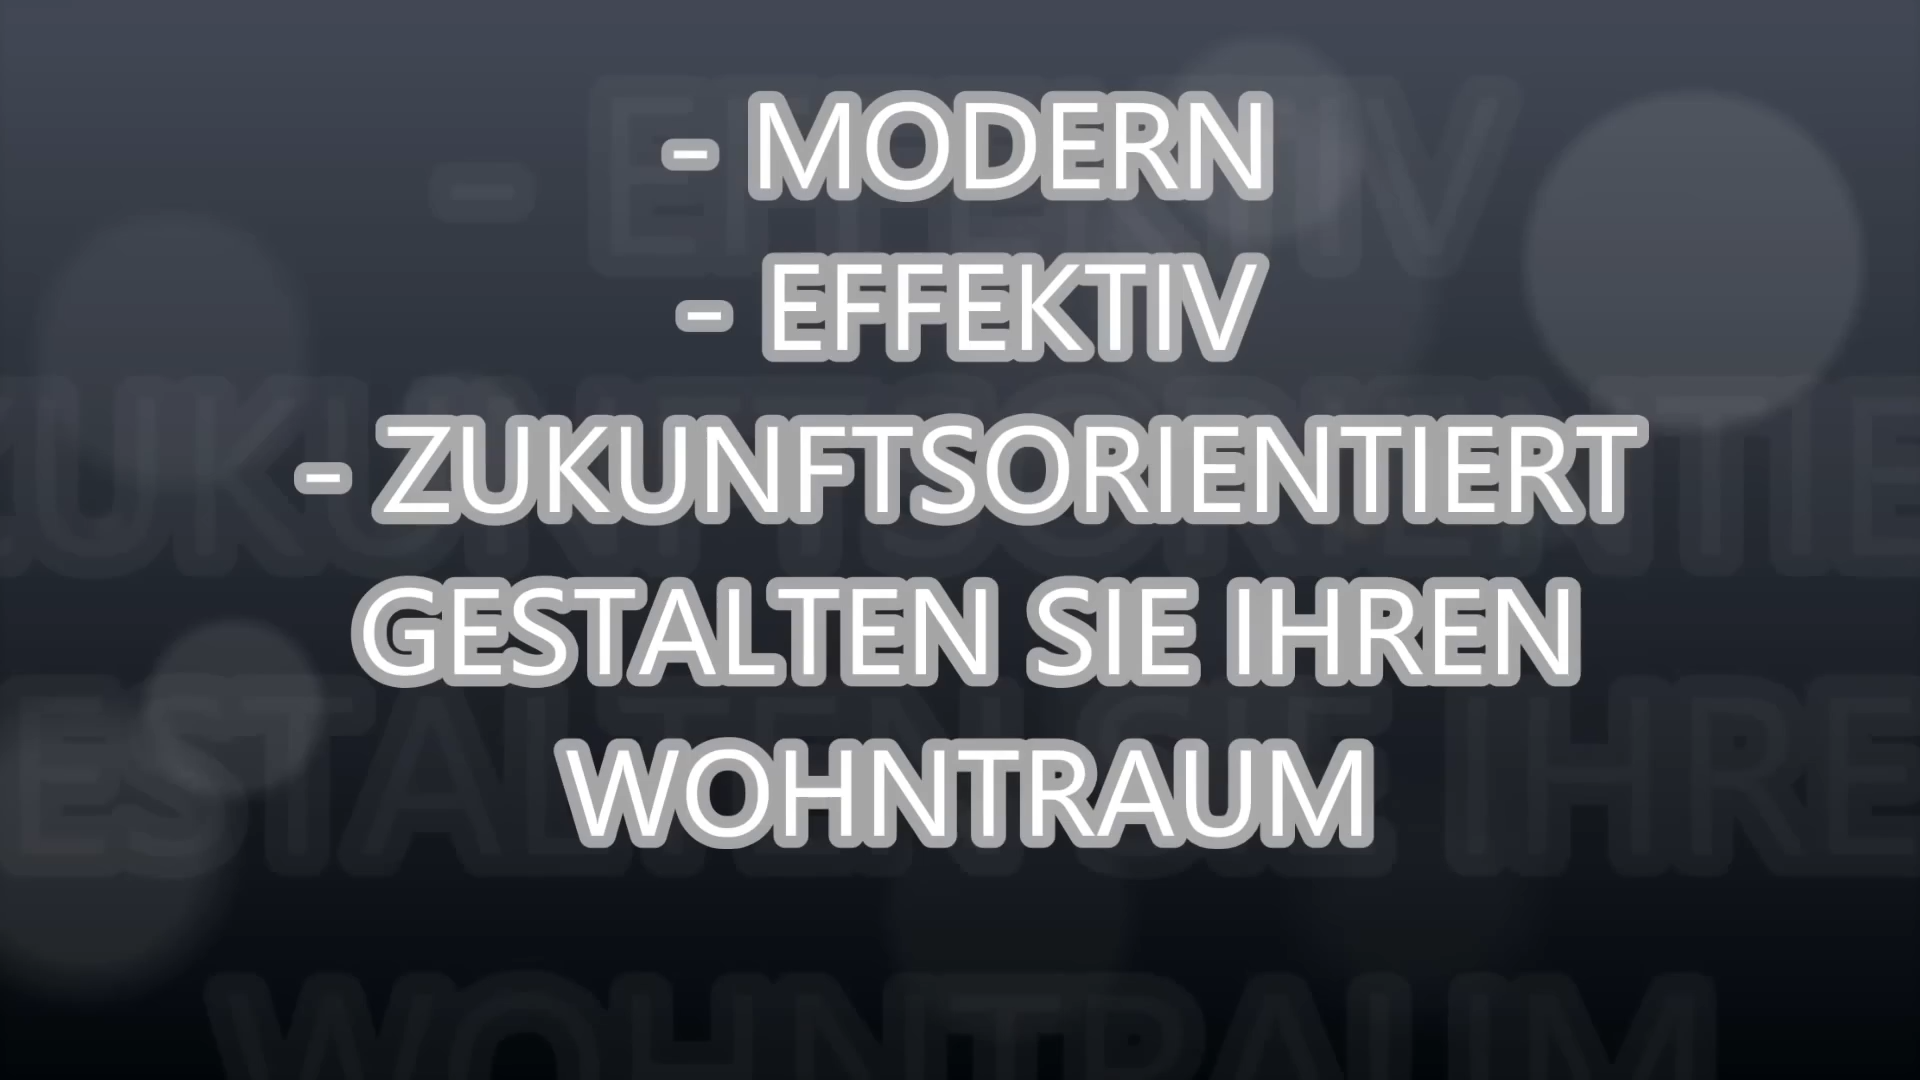 - MODERN
- EFFEKTIV
- ZUKUNFTSORIENTIERT
GESTALTEN SIE IHREN
WOHNTRAUM